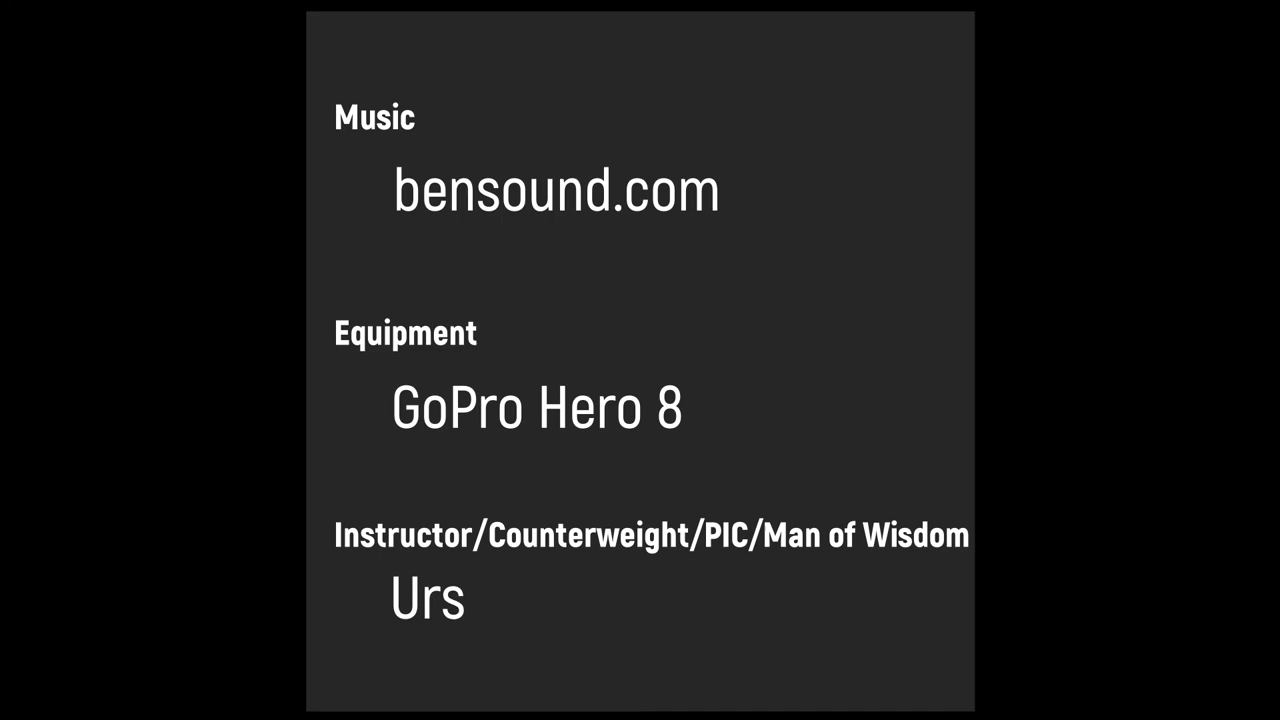 Music
bensound.com
Equipment
GoPro Hero 8
Instructor/Counterweight/PIC/Man of Wisdom
Urs